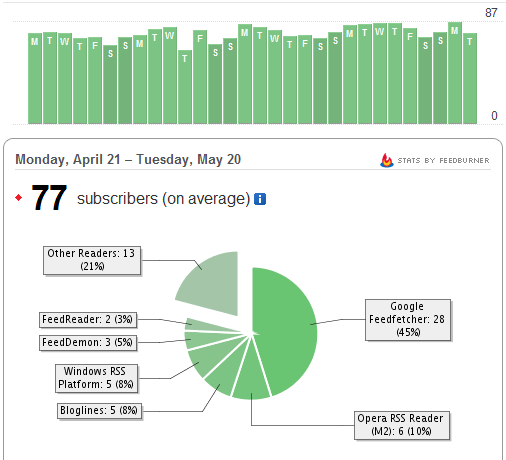 87
M T W T F S S M T W T F S S M T W T F S S M T W T F S S M T
0
Monday, April 21 – Tuesday, May 20
STATS BY FEEDBURNER
77 subscribers (on average) i
Other Readers: 13
(21%)
FeedReader: 2 (3%)
FeedDemon: 3 (5%)
Windows RSS
Platform: 5 (8%)
Bloglines: 5 (8%)
Google
Feedfetcher: 28
(45%)
Opera RSS Reader
(M2): 6 (10%)